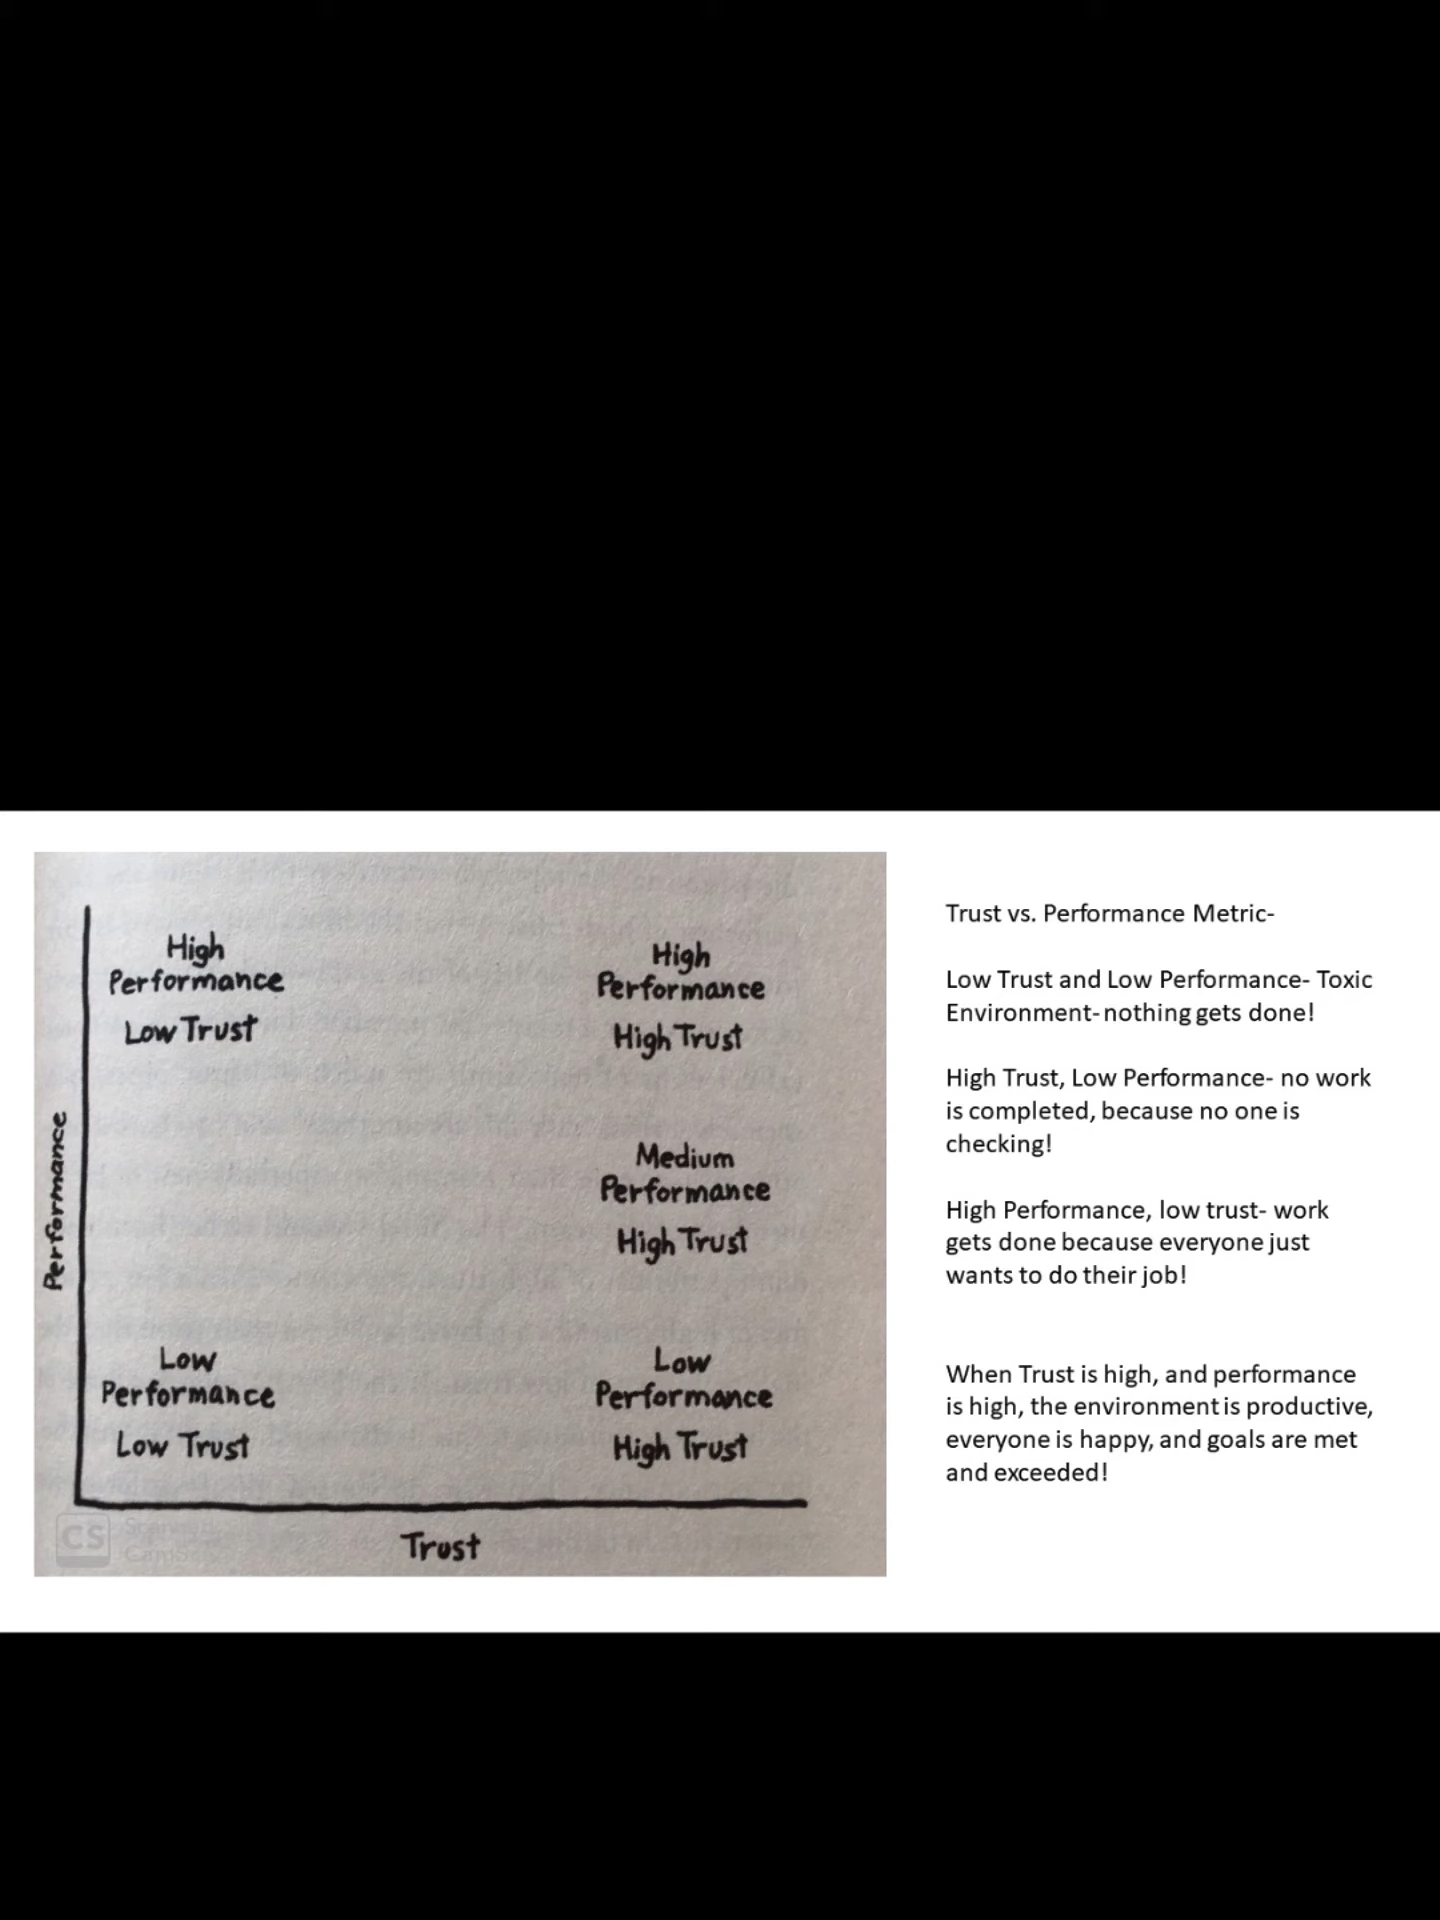 High
Performance
Low Trust
High
Performance
High Trust
Medium
Performance
High Trust
Low
Performance
Low Trust
Low
Performance
High Trust
Performance
Trust
CS
Trust vs. Performance Metric-
Low Trust and Low Performance- Toxic
Environment- nothing gets done!
High Trust, Low Performance- no work
is completed, because no one is
checking!
High Performance, low trust- work
gets done because everyone just
wants to do their job!
When Trust is high, and performance
is high, the environment is productive,
everyone is happy, and goals are met
and exceeded!